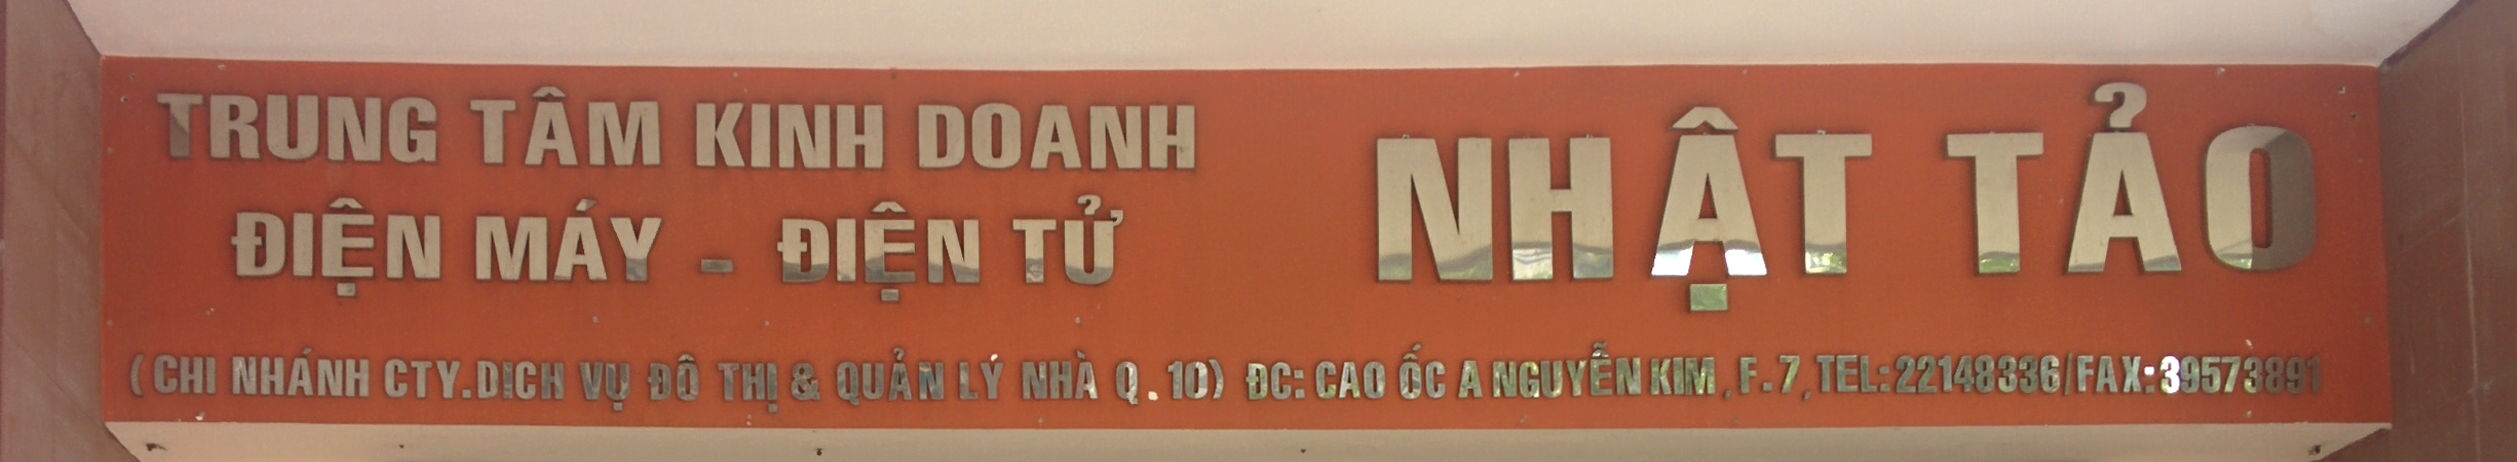 TRUNG TÂM KINH DOANH
ĐIỆN MÁY - ĐIỆN TỬ
NHẬT TẢO
(CHI NHÁNH CTY.DỊCH VỤ ĐÔ THỊ & QUẢN LÝ NHÀ Q.10) ĐC: CAO ỐC A NGUYỄN KIM, F.7, TEL:22148336/FAX:39573891